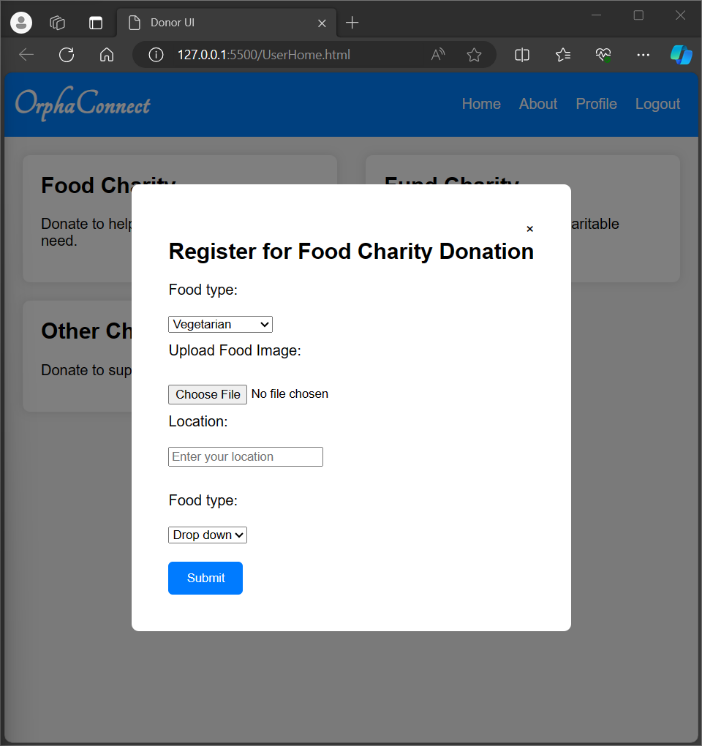 Donor UI
127.0.0.1:5500/UserHome.html
OrphaConnect
Home About Profile Logout
Food Charity
Fund Charity
Donate to help
need.
aritable
×
Register for Food Charity Donation
Food type:
Vegetarian
Upload Food Image:
Choose File No file chosen
Location:
Enter your location
Food type:
Drop down
Submit
Other Ch
Donate to sup